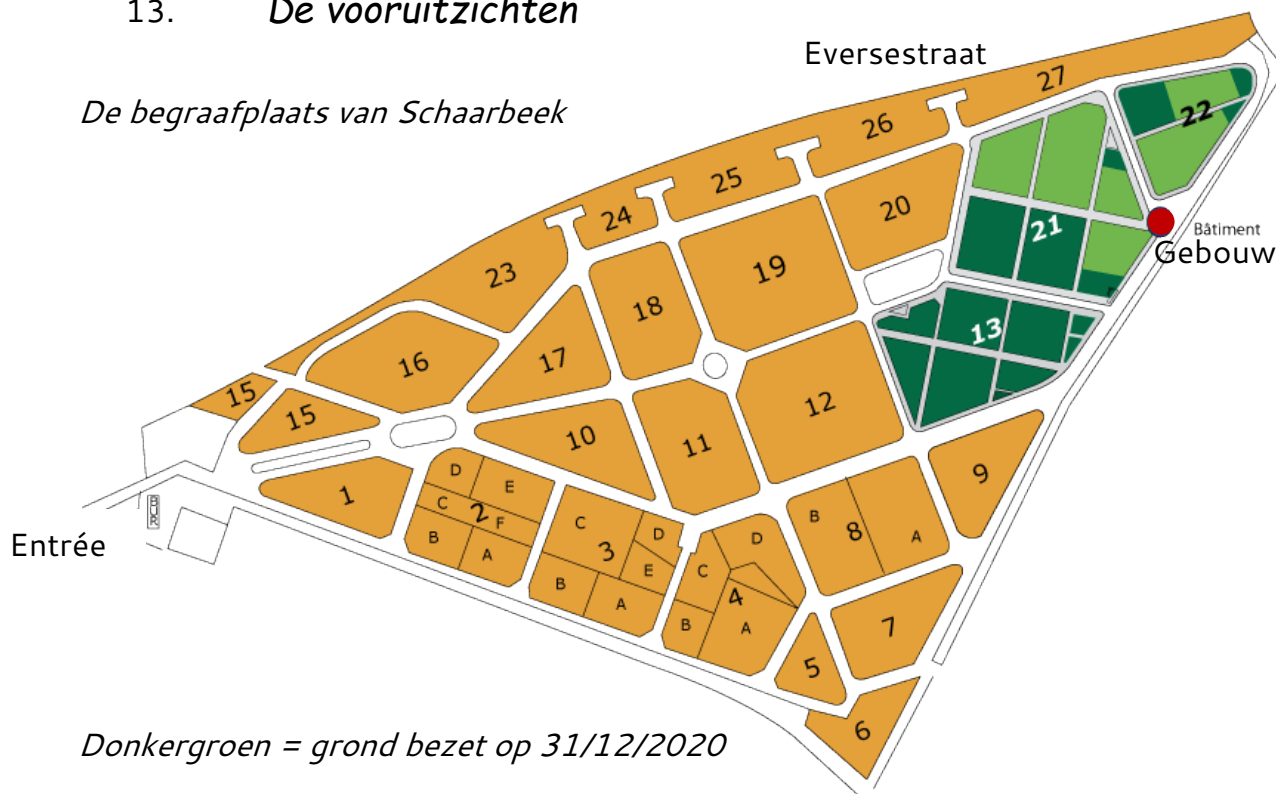 13. De vooruitzichten
Eversestraat
De begraafplaats van Schaarbeek
27
22
26
25
20
21
24
Bâtiment
Gebouw
23
19
18
13
17
16
15
15
12
10
11
9
1
D
E
C
2
F
B
A
C
D
3
E
B
A
D
C
4
B
A
B
8
A
7
5
6
BUR
Entrée
Donkergroen = grond bezet op 31/12/2020